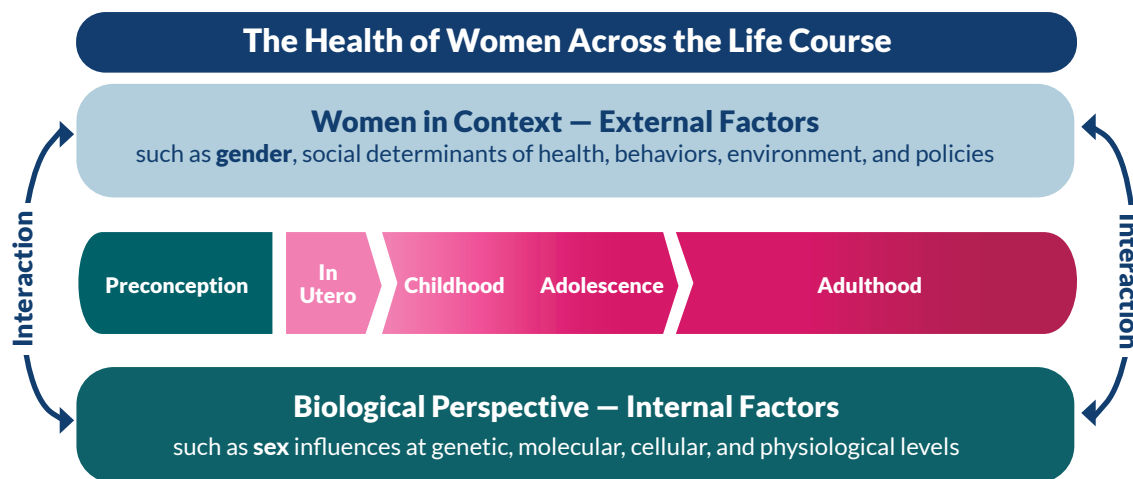 The Health of Women Across the Life Course
Women in Context — External Factors
such as gender, social determinants of health, behaviors, environment, and policies
Interaction
Interaction
Preconception
In
Utero
Childhood
Adolescence
Adulthood
Biological Perspective — Internal Factors
such as sex influences at genetic, molecular, cellular, and physiological levels